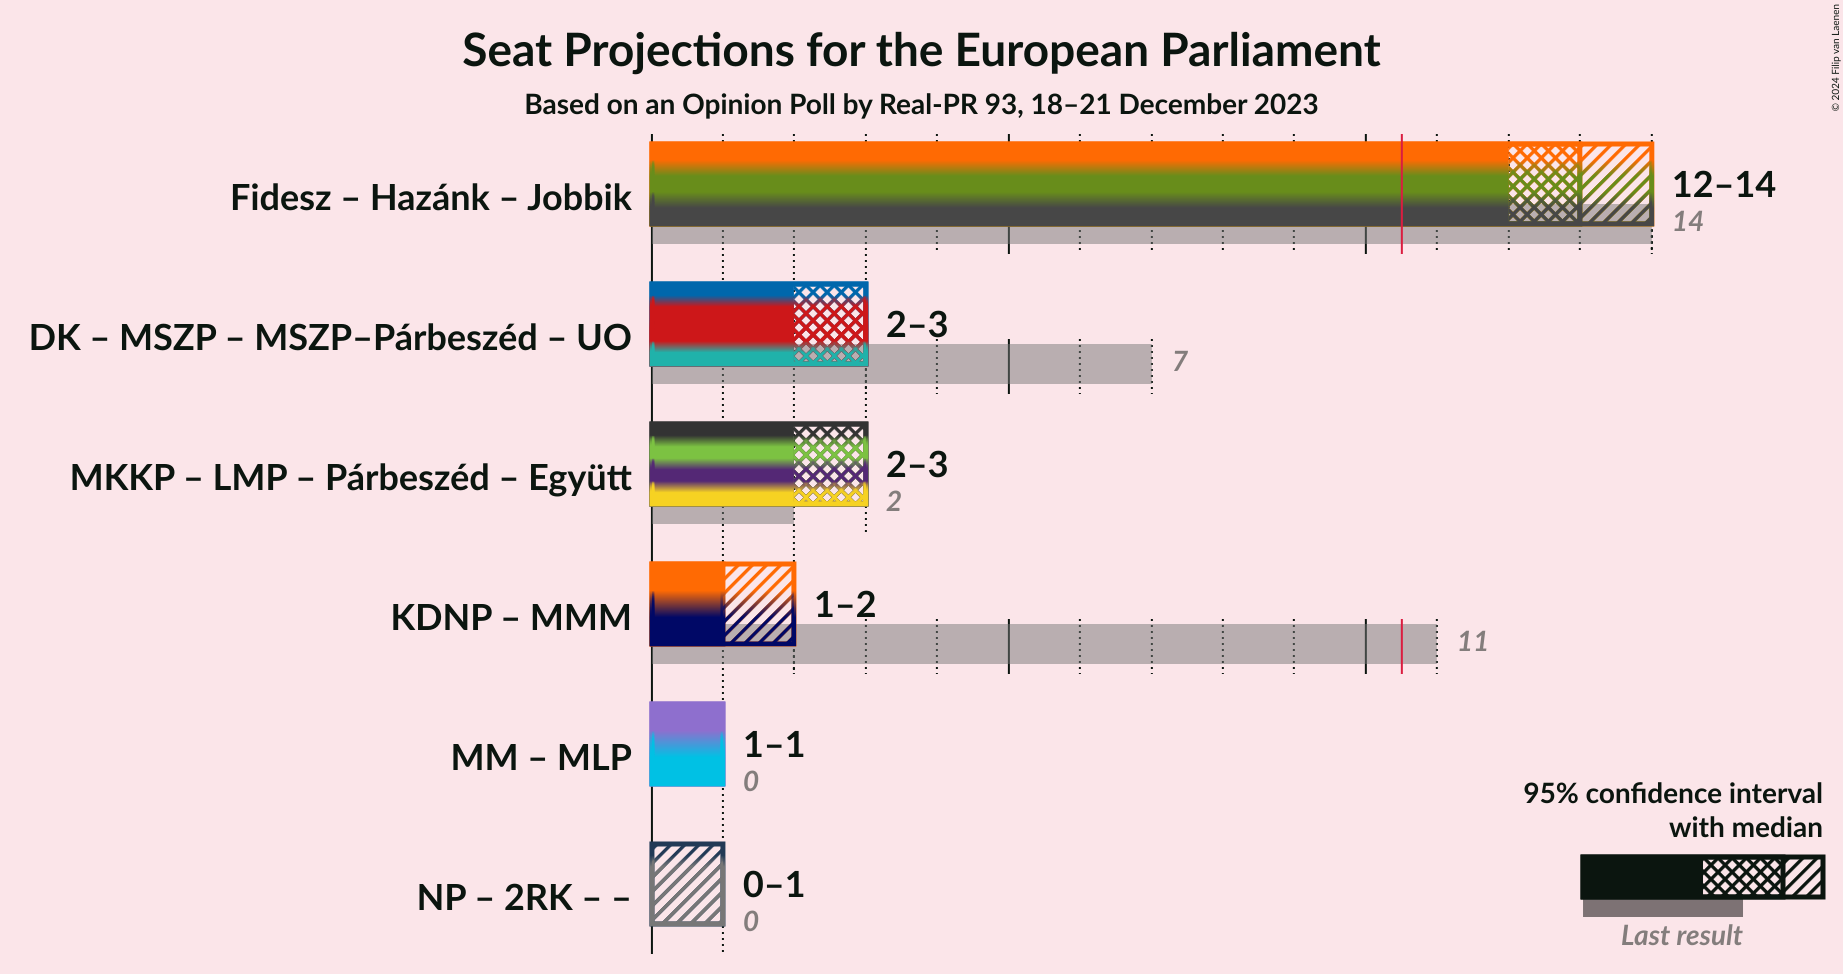 Seat Projections for the European Parliament
Based on an Opinion Poll by Real-PR 93, 18–21 December 2023
© 2024 Filip van Laenen
Fidesz – Hazánk – Jobbik
12–14
14
DK – MSZP – MSZP–Párbeszéd – UO
2–3
7
MKKP – LMP – Párbeszéd – Együtt
2–3
2
KDNP – MMM
1–2
11
MM – MLP
1–1
0
NP – 2RK – –
0–1
0
95% confidence interval
with median
Last result